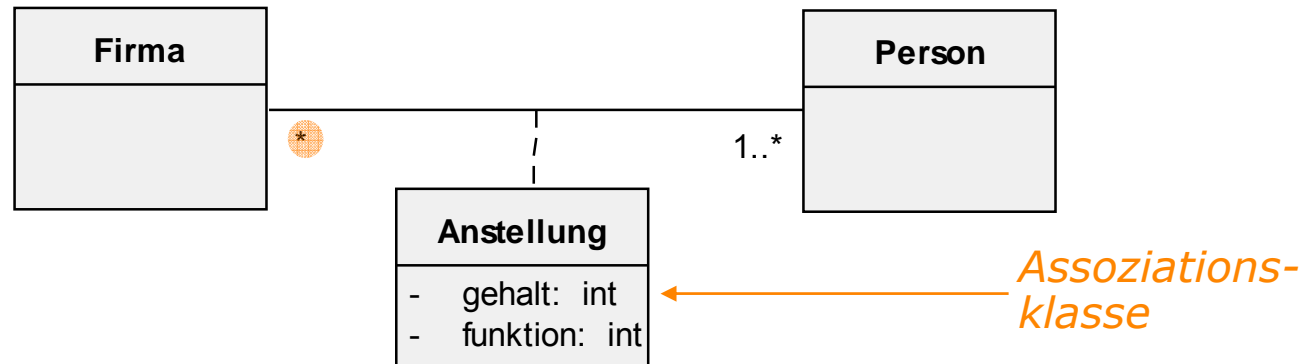 Firma
Person
*
1..*
Anstellung
- gehalt: int
- funktion: int
Assoziations-
klasse